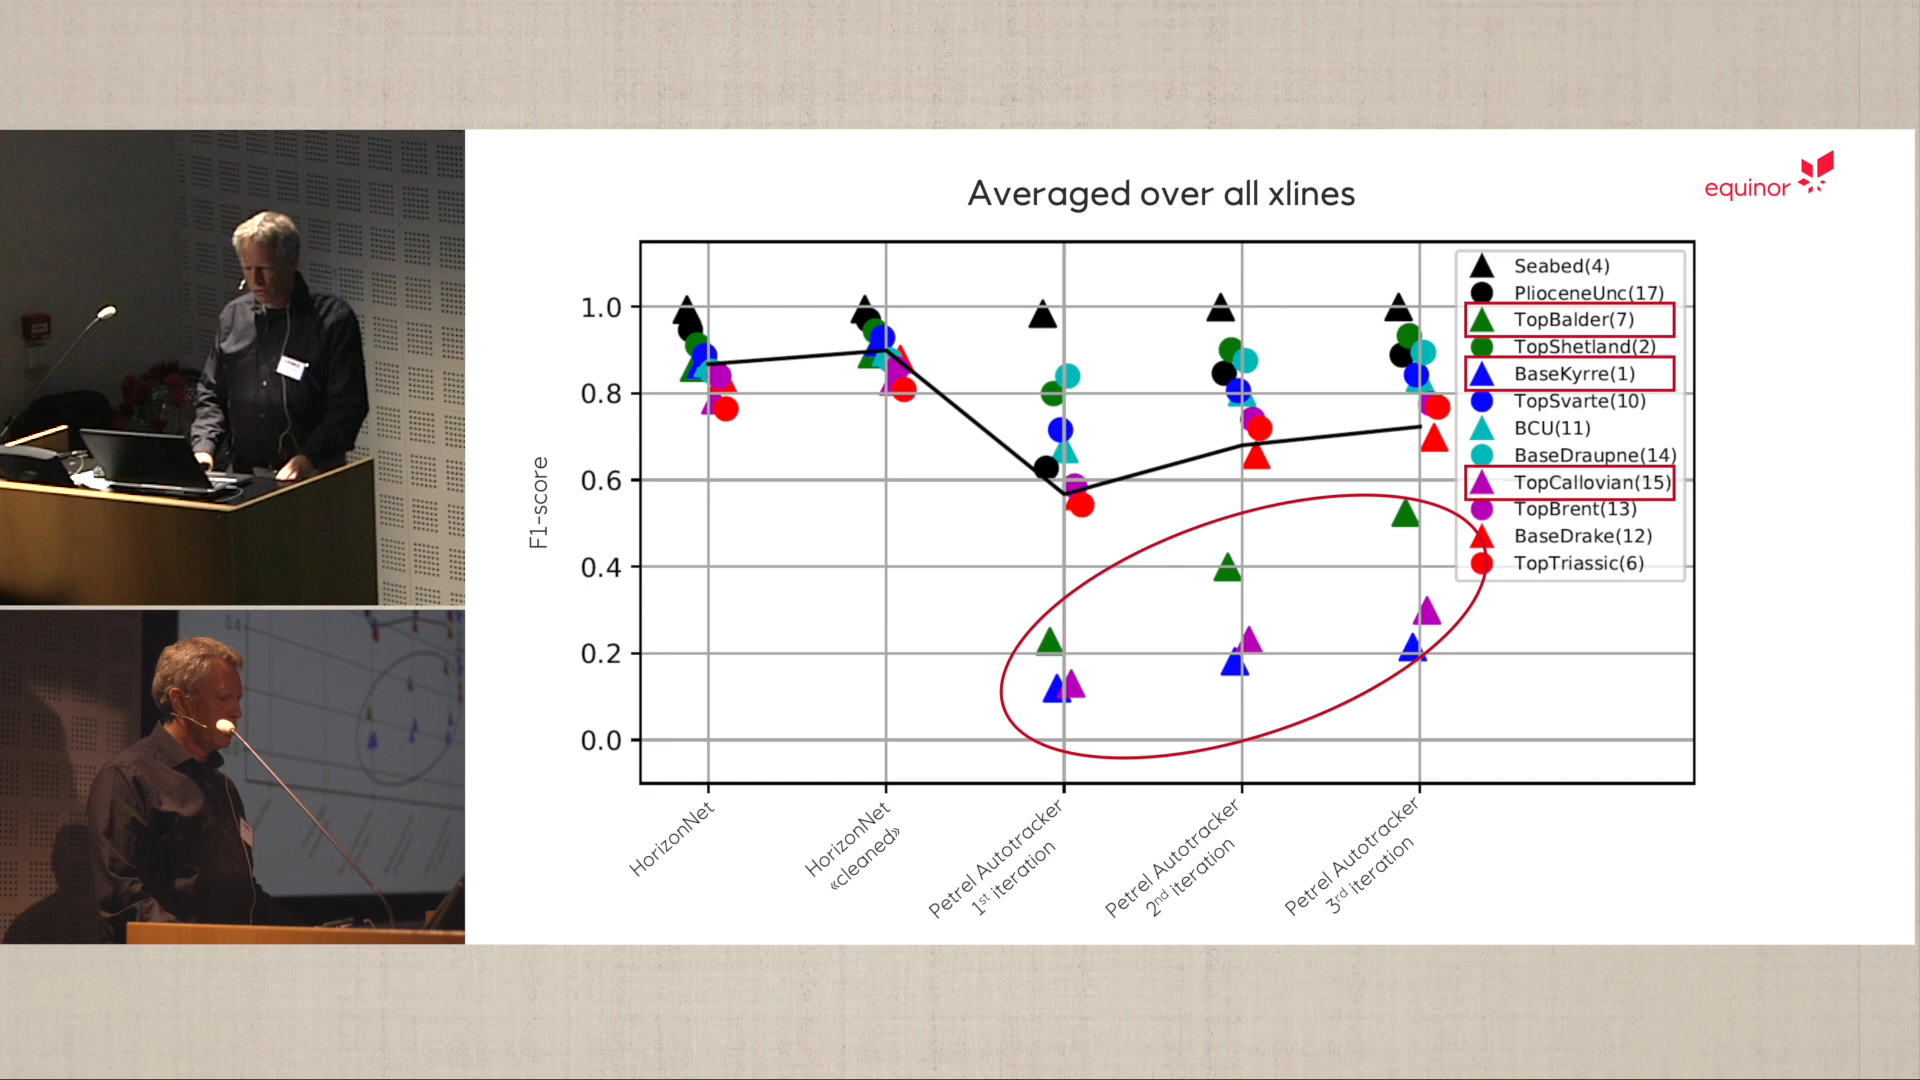 Averaged over all xlines
equinor
F1-score
1.0
0.8
0.6
0.4
0.2
0.0
Seabed(4)
PlioceneUnc(17)
TopBalder(7)
TopShetland(2)
BaseKyrre(1)
TopSvarte(10)
BCU(11)
BaseDraupne(14)
TopCallovian(15)
TopBrent(13)
BaseDrake(12)
TopTriassic(6)
HorizonNet
HorizonNet
«cleaned»
Petrel Autotracker
1st iteration
Petrel Autotracker
2nd iteration
Petrel Autotracker
3rd iteration